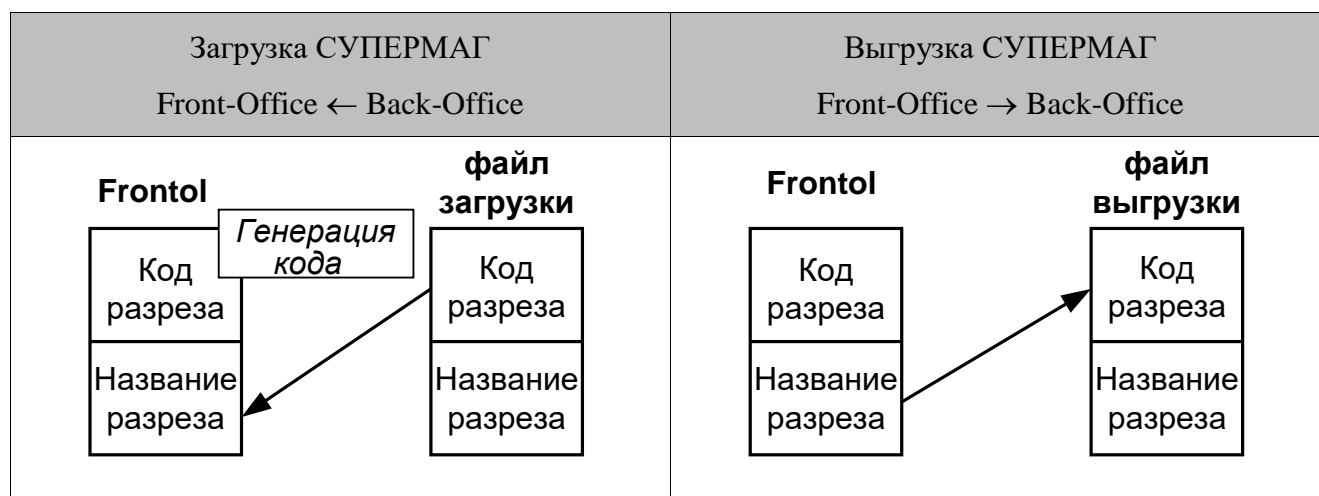 Загрузка СУПЕРМАГ
Front-Office ← Back-Office
Выгрузка СУПЕРМАГ
Front-Office → Back-Office
Frontol
файл
загрузки
Генерация
кода
Код
разреза
Код
разреза
Название
разреза
Название
разреза
Frontol
файл
выгрузки
Код
разреза
Код
разреза
Название
разреза
Название
разреза